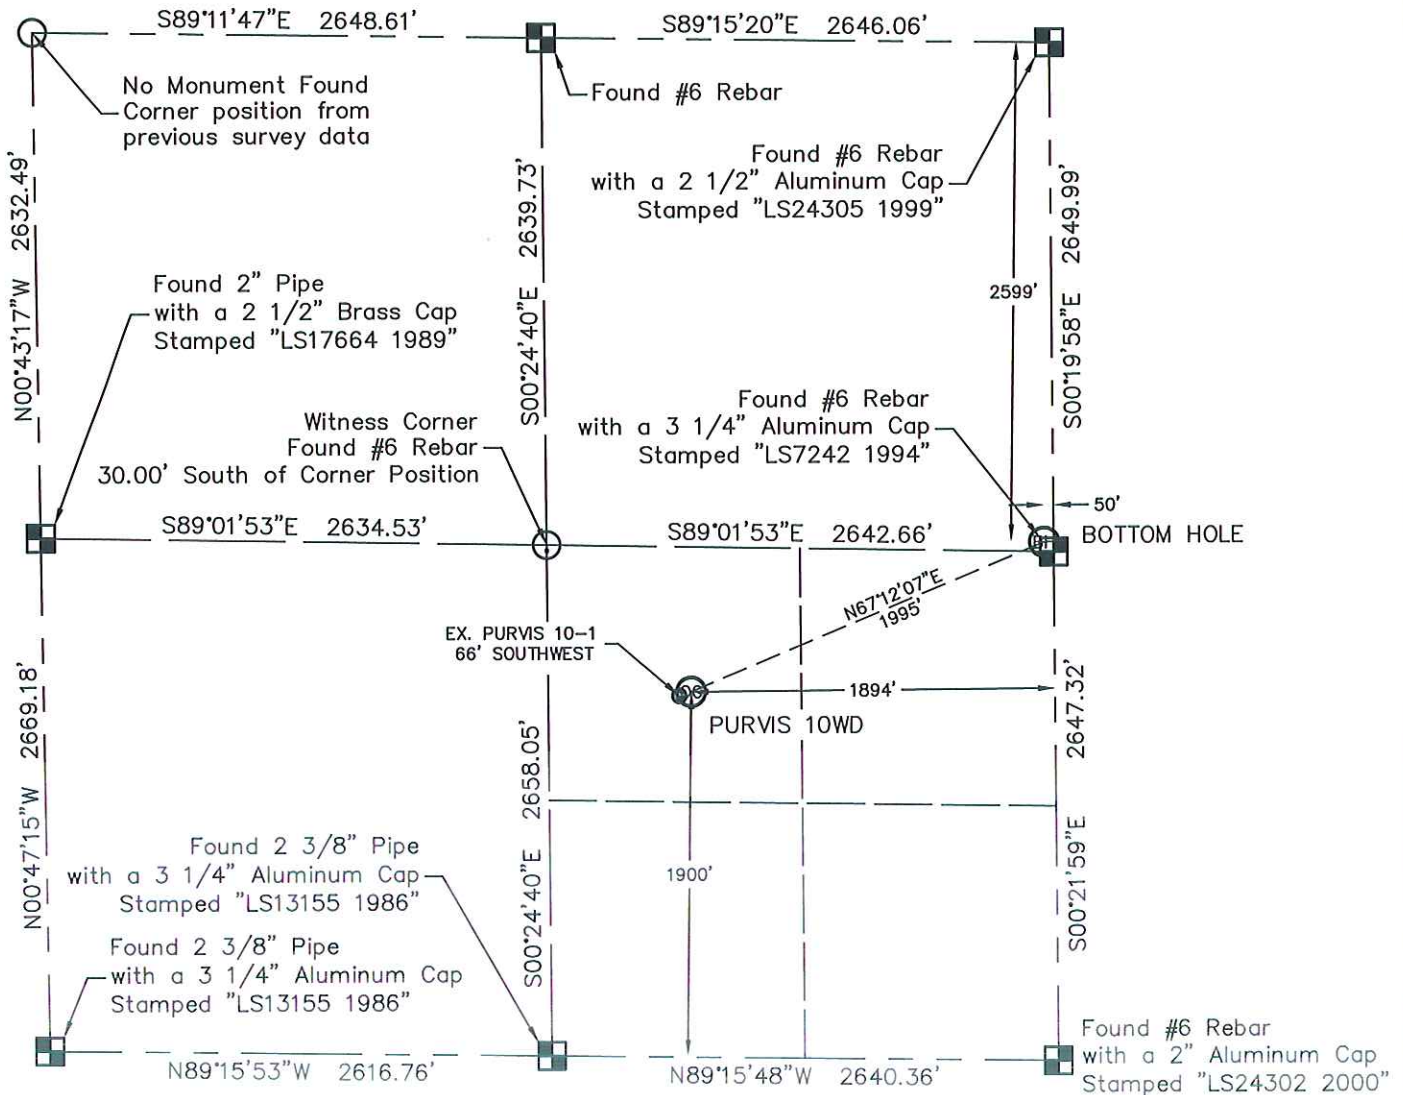 S89°11'47"E 2648.61'
S89°15'20"E 2646.06'
No Monument Found
Corner position from
previous survey data
Found #6 Rebar
Found #6 Rebar
with a 2 1/2" Aluminum Cap
Stamped "LS24305 1999"
N00°43'17"W 2632.49'
S00°24'40"E 2639.73'
S00°19'58"E 2649.99'
2599'
Found 2" Pipe
with a 2 1/2" Brass Cap
Stamped "LS17664 1989"
Witness Corner
Found #6 Rebar
30.00' South of Corner Position
Found #6 Rebar
with a 3 1/4" Aluminum Cap
Stamped "LS7242 1994"
50'
BOTTOM HOLE
S89°01'53"E 2634.53'
S89°01'53"E 2642.66'
N67°12'07"E
1995'
EX. PURVIS 10-1
66' SOUTHWEST
1894'
PURVIS 10WD
N00°47'15"W 2669.18'
S00°24'40"E 2658.05'
S00°21'59"E 2647.32'
1900'
Found 2 3/8" Pipe
with a 3 1/4" Aluminum Cap
Stamped "LS13155 1986"
Found 2 3/8" Pipe
with a 3 1/4" Aluminum Cap
Stamped "LS13155 1986"
N89°15'53"W 2616.76'
N89°15'48"W 2640.36'
Found #6 Rebar
with a 2" Aluminum Cap
Stamped "LS24302 2000"